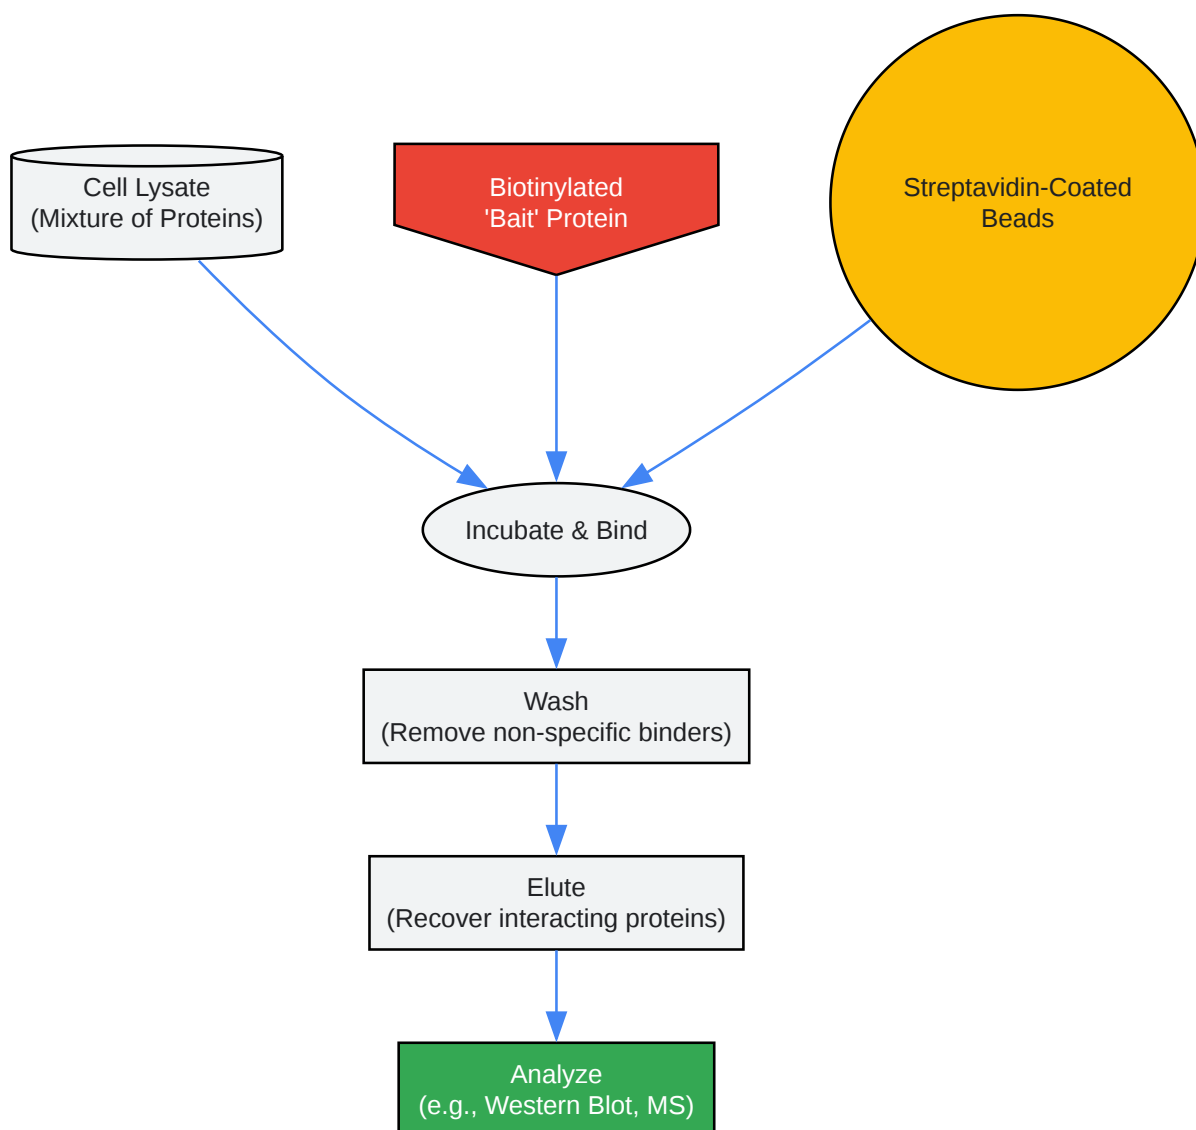 Cell Lysate
(Mixture of Proteins)
Biotinylated
'Bait' Protein
Streptavidin-Coated
Beads
Incubate & Bind
Wash
(Remove non-specific binders)
Elute
(Recover interacting proteins)
Analyze
(e.g., Western Blot, MS)